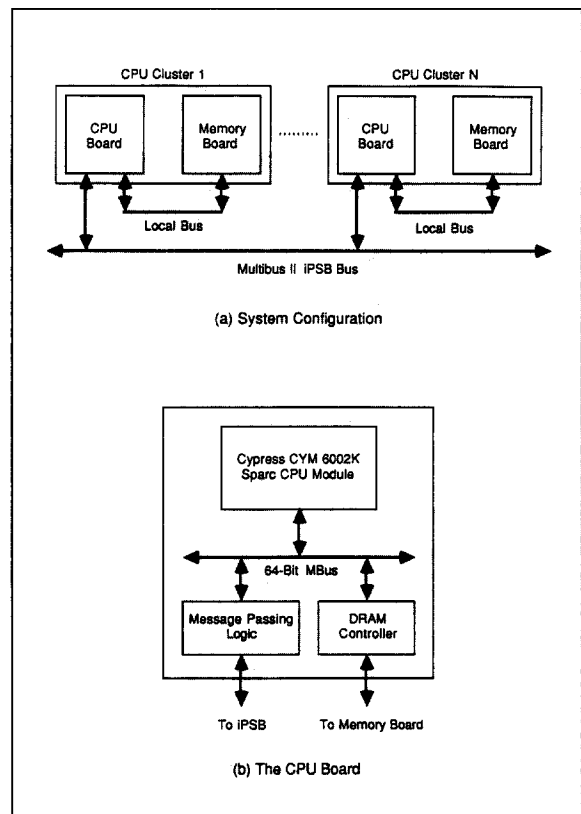 CPU Cluster 1
CPU Cluster N
CPU
Board
Memory
Board
CPU
Board
Memory
Board
Local Bus
Local Bus
Multibus II iPSB Bus
(a) System Configuration
Cypress CYM 6002K
Sparc CPU Module
64-Bit MBus
Message Passing
Logic
DRAM
Controller
To iPSB
To Memory Board
(b) The CPU Board